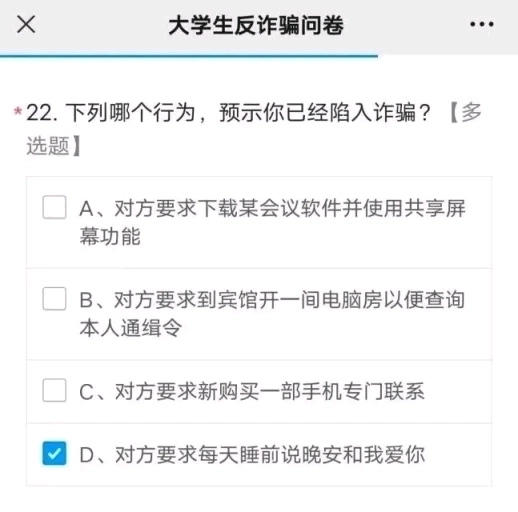 大学生反诈骗问卷
*22. 下列哪个行为，预示你已经陷入诈骗？【多
选题】
A、对方要求下载某会议软件并使用共享屏
幕功能
B、对方要求到宾馆开一间电脑房以便查询
本人通缉令
C、对方要求新购买一部手机专门联系
D、对方要求每天睡前说晚安和我爱你